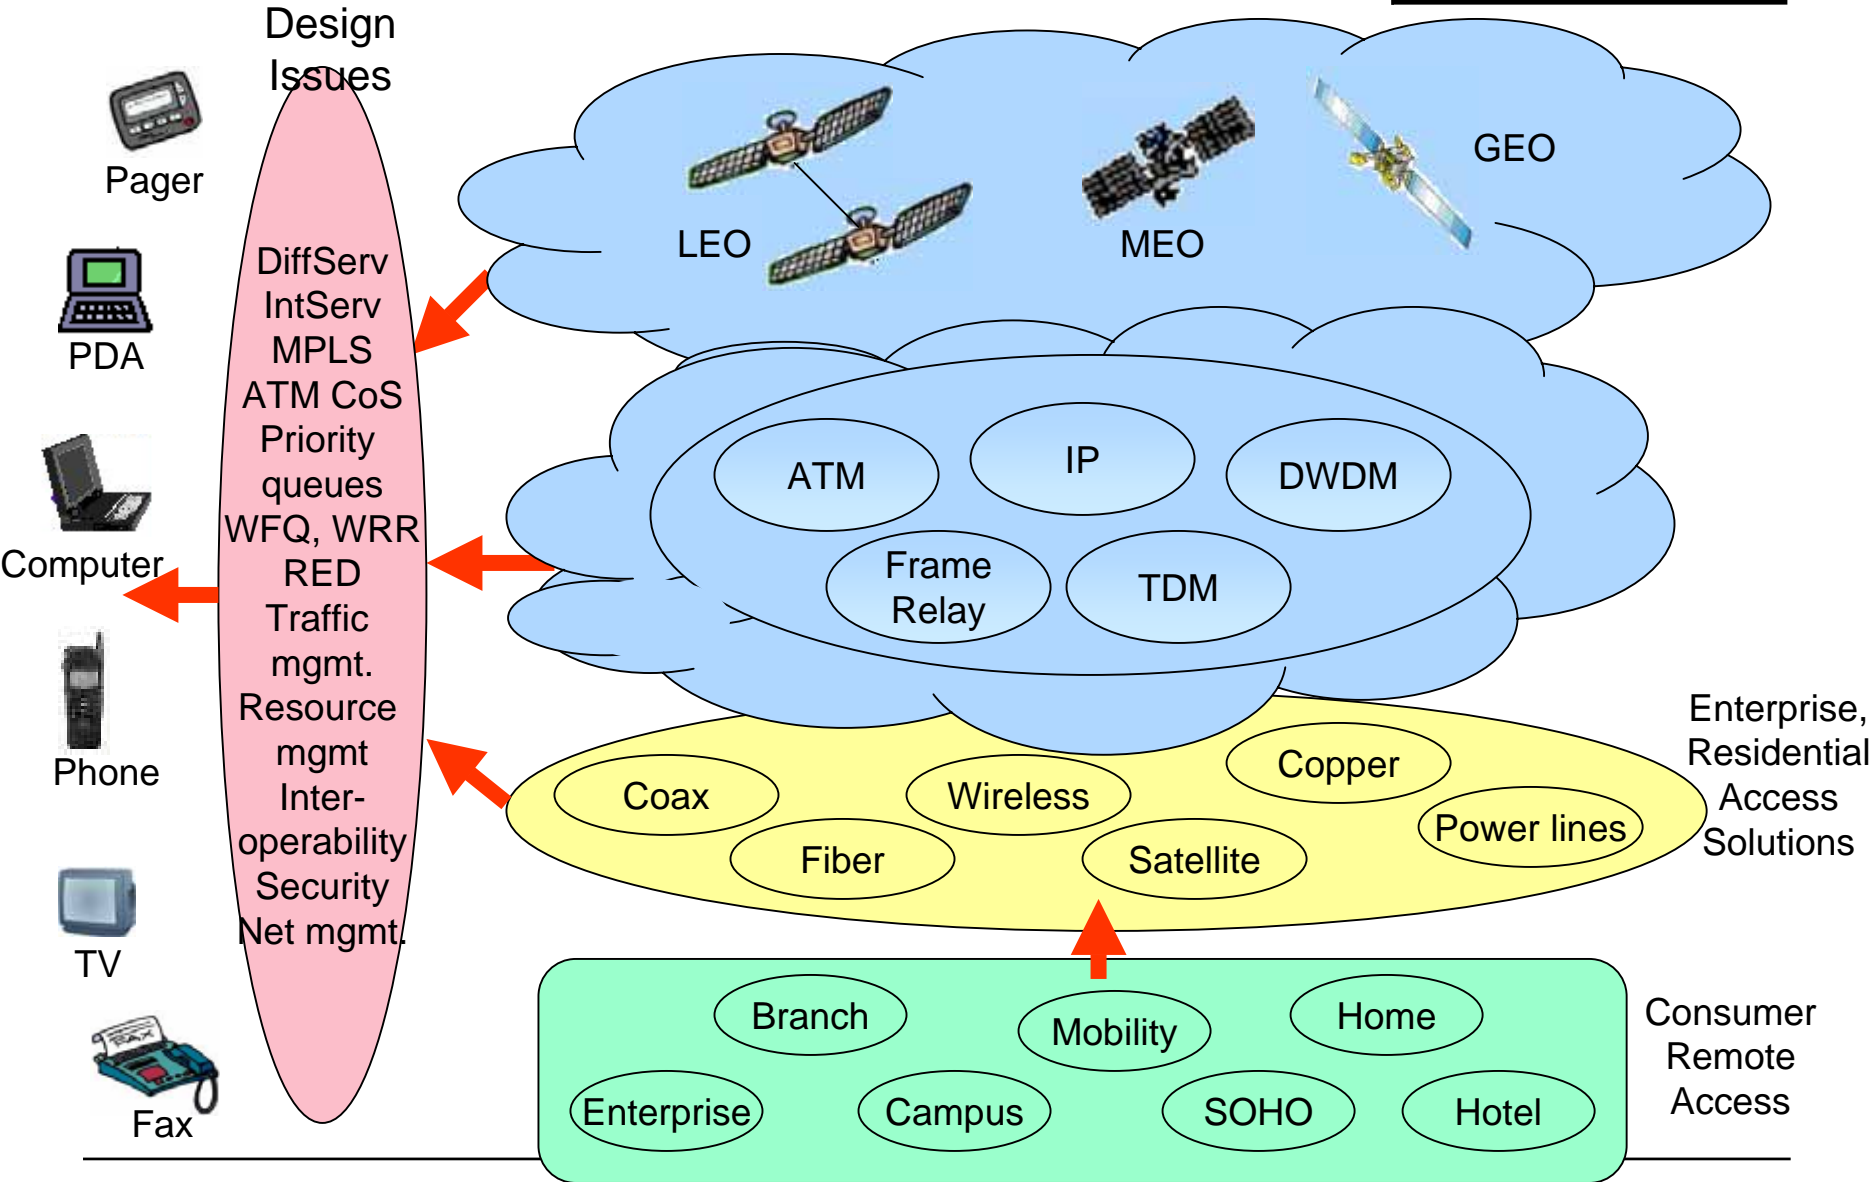 Design
Issues
Pager
PDA
Computer
Phone
TV
FAX
Fax
DiffServ
IntServ
MPLS
ATM CoS
Priority
queues
WFQ, WRR
RED
Traffic
mgmt.
Resource
mgmt
Inter-
operability
Security
Net mgmt.
LEO
MEO
GEO
ATM
IP
DWDM
Frame
Relay
TDM
Coax
Wireless
Copper
Power lines
Fiber
Satellite
Enterprise,
Residential
Access
Solutions
Branch
Mobility
Home
Enterprise
Campus
SOHO
Hotel
Consumer
Remote
Access